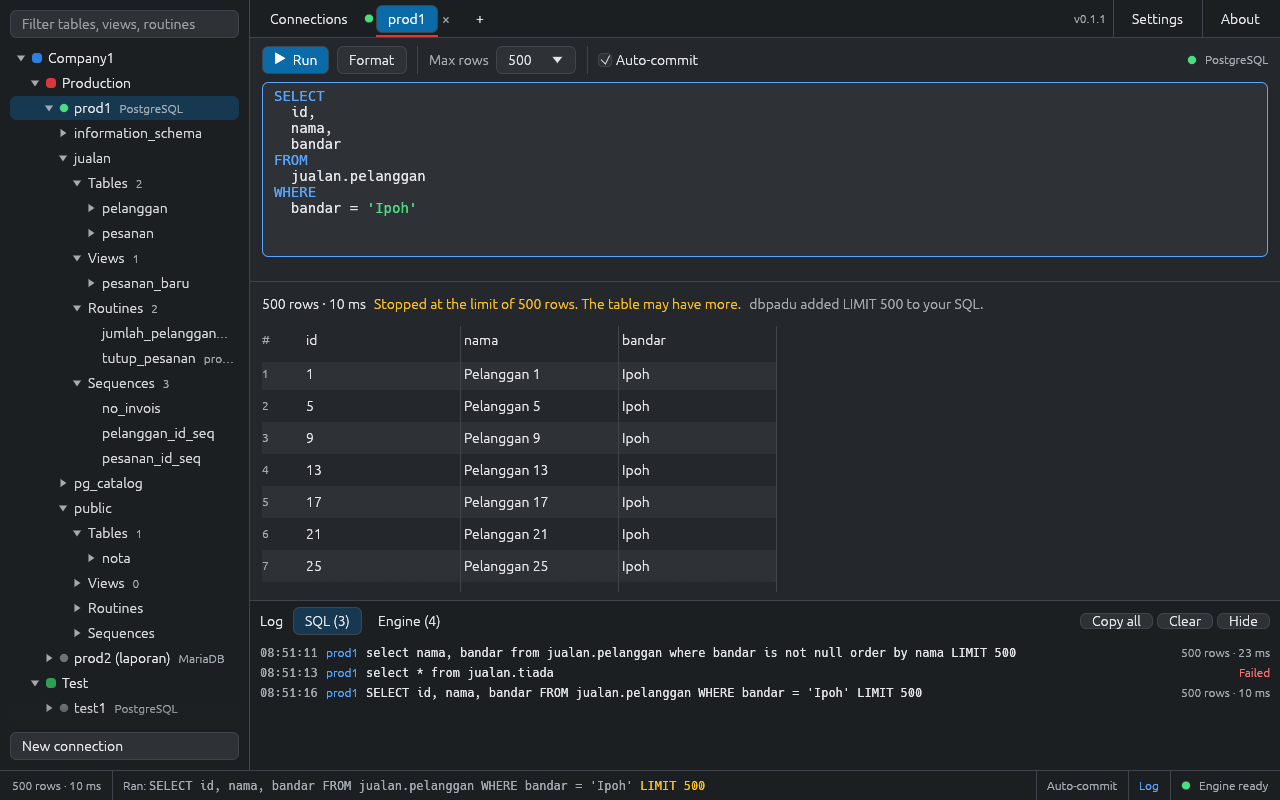 Filter tables, views, routines
Company1
Production
prod1 PostgreSQL
information_schema
jualan
Tables 2
pelanggan
pesanan
Views 1
pesanan_baru
Routines 2
jumlah_pelanggan...
tutup_pesanan pro...
Sequences 3
no_invois
pelanggan_id_seq
pesanan_id_seq
pg_catalog
public
Tables 1
nota
Views 0
Routines
Sequences
prod2 (laporan) MariaDB
Test
test1 PostgreSQL
New connection
Connections prod1 × + v0.1.1 Settings About
Run Format Max rows 500 Auto-commit PostgreSQL
SELECT
id,
nama,
bandar
FROM
jualan.pelanggan
WHERE
bandar = 'Ipoh'
500 rows · 10 ms Stopped at the limit of 500 rows. The table may have more. dbpadu added LIMIT 500 to your SQL.
# id nama bandar
1 1 Pelanggan 1 Ipoh
2 5 Pelanggan 5 Ipoh
3 9 Pelanggan 9 Ipoh
4 13 Pelanggan 13 Ipoh
5 17 Pelanggan 17 Ipoh
6 21 Pelanggan 21 Ipoh
7 25 Pelanggan 25 Ipoh
Log SQL (3) Engine (4) Copy all Clear Hide
08:51:11 prod1 select nama, bandar from jualan.pelanggan where bandar is not null order by nama LIMIT 500 500 rows · 23 ms
08:51:13 prod1 select * from jualan.tiada Failed
08:51:16 prod1 SELECT id, nama, bandar FROM jualan.pelanggan WHERE bandar = 'Ipoh' LIMIT 500 500 rows · 10 ms
500 rows · 10 ms Ran: SELECT id, nama, bandar FROM jualan.pelanggan WHERE bandar = 'Ipoh' LIMIT 500 Auto-commit Log Engine ready